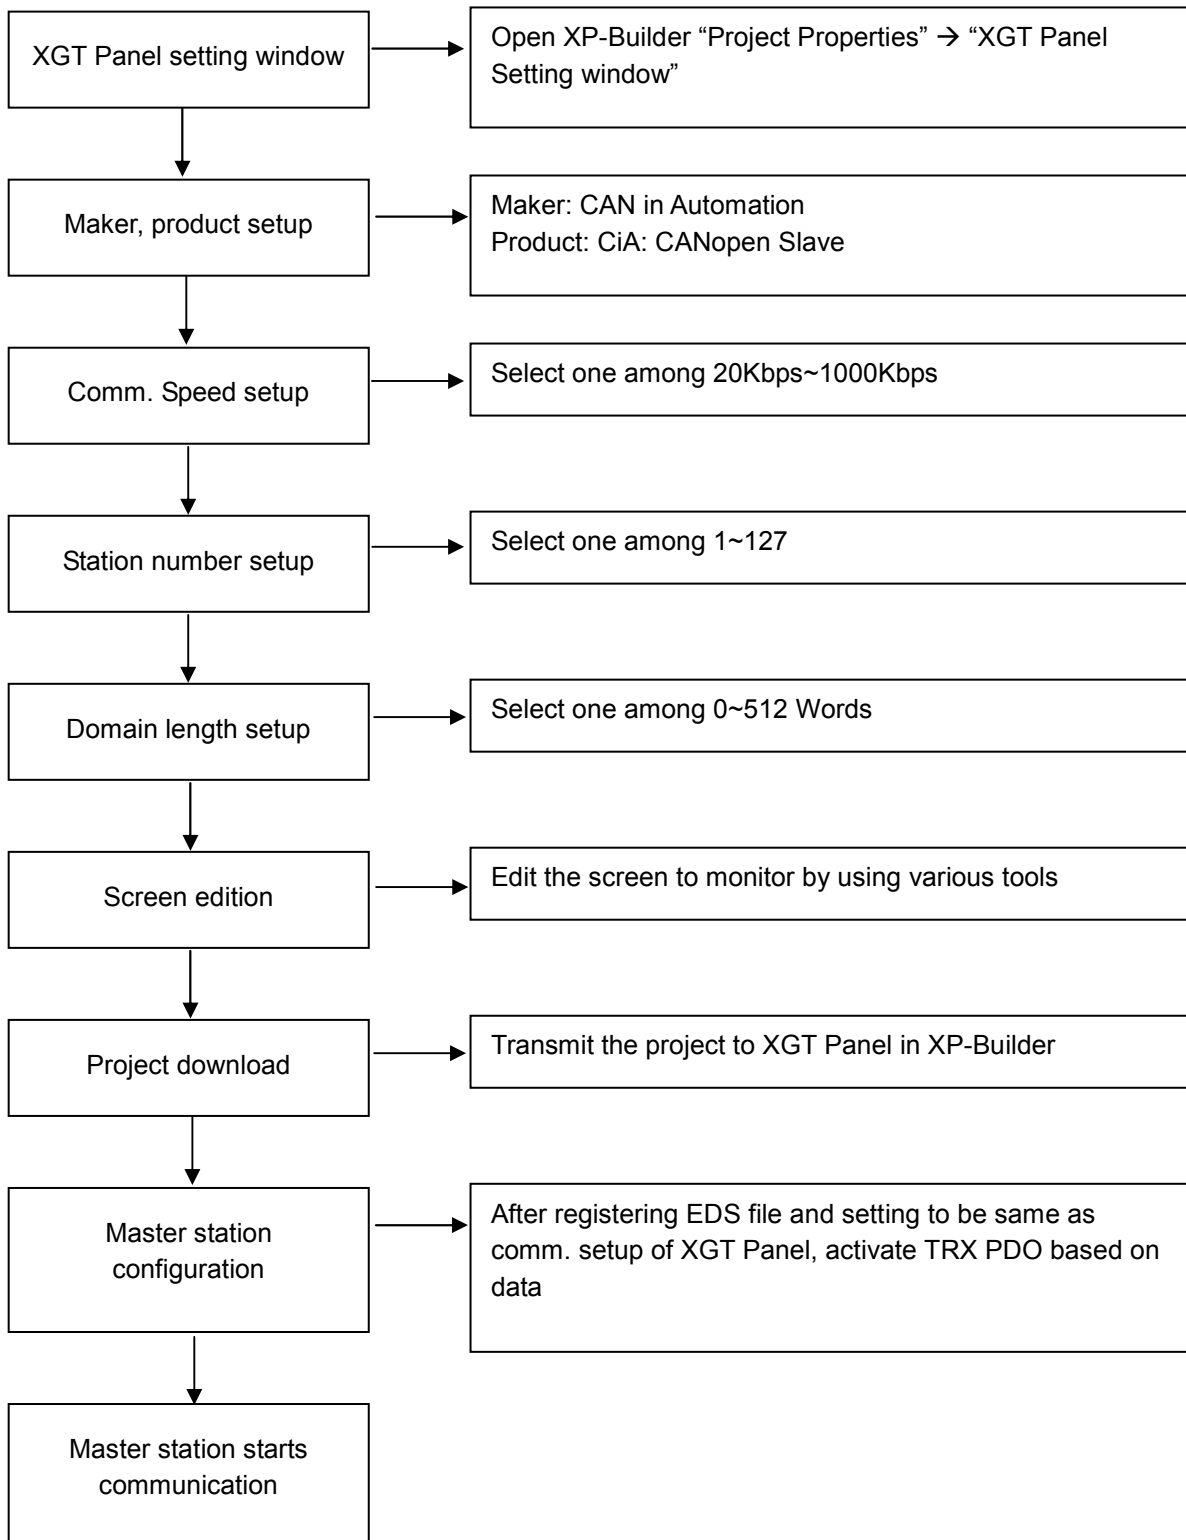 XGT Panel setting window
Open XP-Builder “Project Properties” → “XGT Panel
Setting window”
Maker, product setup
Maker: CAN in Automation
Product: CiA: CANopen Slave
Comm. Speed setup
Select one among 20Kbps~1000Kbps
Station number setup
Select one among 1~127
Domain length setup
Select one among 0~512 Words
Screen edition
Edit the screen to monitor by using various tools
Project download
Transmit the project to XGT Panel in XP-Builder
Master station
configuration
After registering EDS file and setting to be same as
comm. setup of XGT Panel, activate TRX PDO based on
data
Master station starts
communication